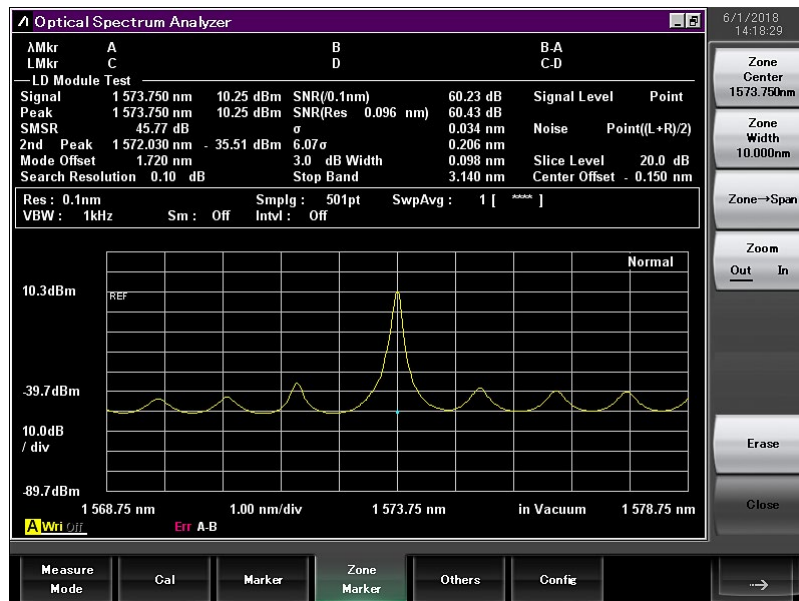 Optical Spectrum Analyzer
6/1/2018
14:18:29
λMkr A B B-A
LMkr C D C-D
LD Module Test
Signal 1 573.750 nm 10.25 dBm SNR(/0.1nm) 60.23 dB Signal Level Point
Peak 1 573.750 nm 10.25 dBm SNR(Res 0.096 nm) 60.43 dB
SMSR 45.77 dB σ 0.034 nm Noise Point((L+R)/2)
2nd Peak 1 572.030 nm - 35.51 dBm 6.07σ 0.206 nm
Mode Offset 1.720 nm 3.0 dB Width 0.098 nm Slice Level 20.0 dB
Search Resolution 0.10 dB Stop Band 3.140 nm Center Offset - 0.150 nm
Res : 0.1nm Smplg : 501pt SwpAvg : 1 [ **** ]
VBW : 1kHz Sm : Off Intvl : Off
Normal
10.3dBm
REF
-39.7dBm
10.0dB
/ div
-89.7dBm
1 568.75 nm 1.00 nm/div 1 573.75 nm in Vacuum 1 578.75 nm
A Wri Off Err A-B
Zone
Center
1573.750nm
Zone
Width
10.000nm
Zone→Span
Zoom
Out In
Erase
Close
Measure
Mode
Cal
Marker
Zone
Marker
Others
Config